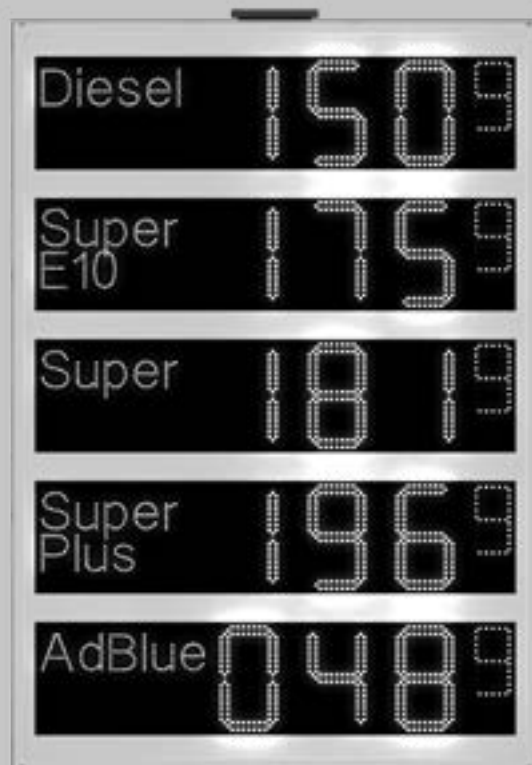 Diesel 150 9
Super
E10 175 9
Super 181 9
Super
Plus 196 9
AdBlue 048 9